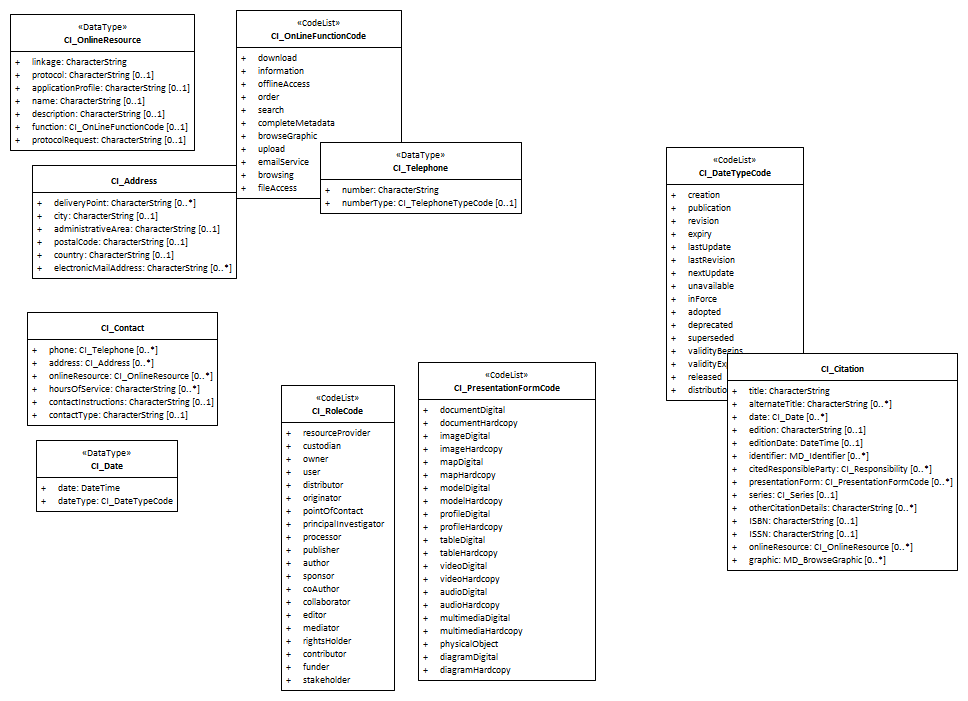 «DataType»
CI_OnlineResource
+ linkage: CharacterString
+ protocol: CharacterString [0..1]
+ applicationProfile: CharacterString [0..1]
+ name: CharacterString [0..1]
+ description: CharacterString [0..1]
+ function: CI_OnLineFunctionCode [0..1]
+ protocolRequest: CharacterString [0..1]
«CodeList»
CI_OnLineFunctionCode
+ download
+ information
+ offlineAccess
+ order
+ search
+ completeMetadata
+ browseGraphic
+ upload
+ emailService
+ browsing
+ fileAccess
«DataType»
CI_Telephone
+ number: CharacterString
+ numberType: CI_TelephoneTypeCode [0..1]
CI_Address
+ deliveryPoint: CharacterString [0..*]
+ city: CharacterString [0..1]
+ administrativeArea: CharacterString [0..1]
+ postalCode: CharacterString [0..1]
+ country: CharacterString [0..1]
+ electronicMailAddress: CharacterString [0..*]
«CodeList»
CI_DateTypeCode
+ creation
+ publication
+ revision
+ expiry
+ lastUpdate
+ lastRevision
+ nextUpdate
+ unavailable
+ inForce
+ adopted
+ deprecated
+ superseded
+ validityBegins
+ validityEx
+ released
+ distributio
CI_Contact
+ phone: CI_Telephone [0..*]
+ address: CI_Address [0..*]
+ onlineResource: CI_OnlineResource [0..*]
+ hoursOfService: CharacterString [0..*]
+ contactInstructions: CharacterString [0..1]
+ contactType: CharacterString [0..1]
«DataType»
CI_Date
+ date: DateTime
+ dateType: CI_DateTypeCode
«CodeList»
CI_RoleCode
+ resourceProvider
+ custodian
+ owner
+ user
+ distributor
+ originator
+ pointOfContact
+ principalInvestigator
+ processor
+ publisher
+ author
+ sponsor
+ coAuthor
+ collaborator
+ editor
+ mediator
+ rightsHolder
+ contributor
+ funder
+ stakeholder
«CodeList»
CI_PresentationFormCode
+ documentDigital
+ documentHardcopy
+ imageDigital
+ imageHardcopy
+ mapDigital
+ mapHardcopy
+ modelDigital
+ modelHardcopy
+ profileDigital
+ profileHardcopy
+ tableDigital
+ tableHardcopy
+ videoDigital
+ videoHardcopy
+ audioDigital
+ audioHardcopy
+ multimediaDigital
+ multimediaHardcopy
+ physicalObject
+ diagramDigital
+ diagramHardcopy
CI_Citation
+ title: CharacterString
+ alternateTitle: CharacterString [0..*]
+ date: CI_Date [0..*]
+ edition: CharacterString [0..1]
+ editionDate: DateTime [0..1]
+ identifier: MD_Identifier [0..*]
+ citedResponsibleParty: CI_Responsibility [0..*]
+ presentationForm: CI_PresentationFormCode [0..*]
+ series: CI_Series [0..1]
+ otherCitationDetails: CharacterString [0..*]
+ ISBN: CharacterString [0..1]
+ ISSN: CharacterString [0..1]
+ onlineResource: CI_OnlineResource [0..*]
+ graphic: MD_BrowseGraphic [0..*]